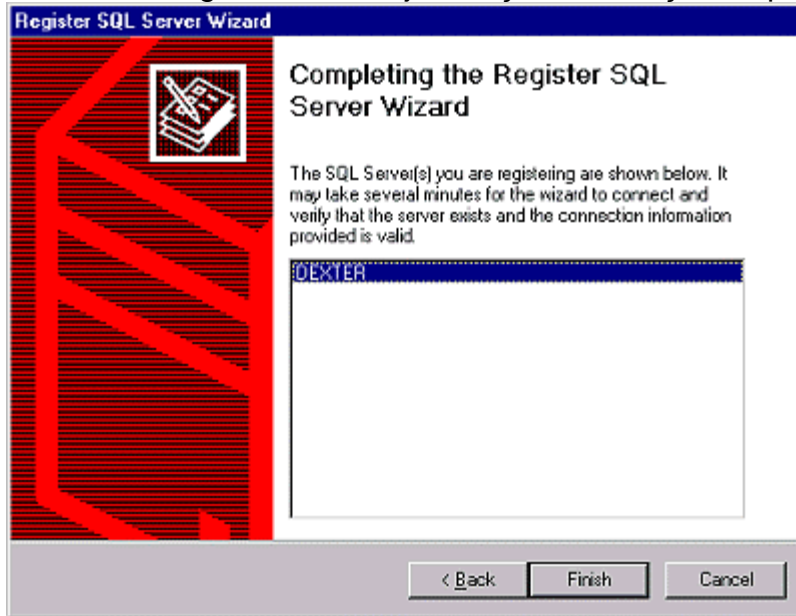 Register SQL Server Wizard
Completing the Register SQL
Server Wizard
The SQL Server(s) you are registering are shown below. It
may take several minutes for the wizard to connect and
verify that the server exists and the connection information
provided is valid.
DEXTER
< Back Finish Cancel